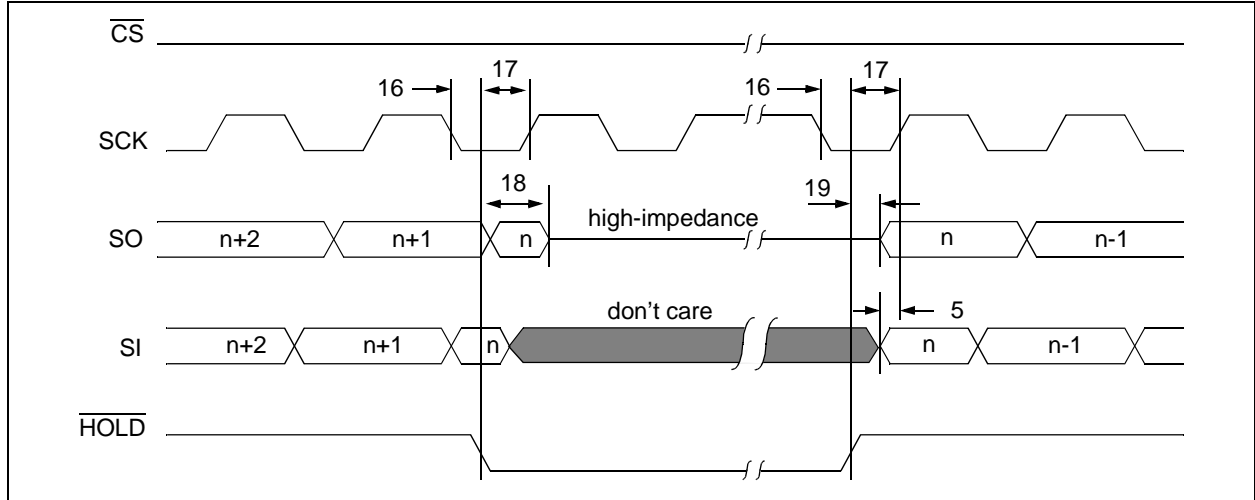 CS
16 17 16 17
SCK
18 19
high-impedance
SO n+2 n+1 n n n-1
don't care 5
SI n+2 n+1 n n n-1
HOLD